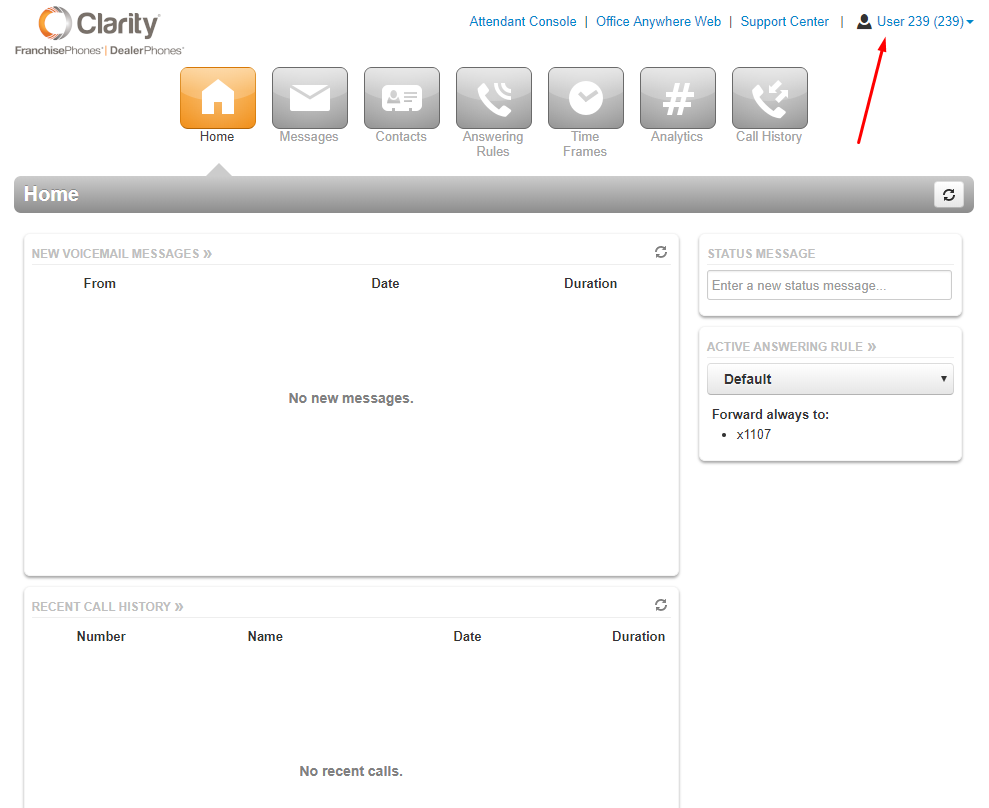 Clarity
FranchisePhones® | DealerPhones®
Attendant Console | Office Anywhere Web | Support Center | User 239 (239)
Home
Messages
Contacts
Answering
Rules
Time
Frames
#
Analytics
Call History
Home
NEW VOICEMAIL MESSAGES »
From Date Duration
No new messages.
STATUS MESSAGE
Enter a new status message...
ACTIVE ANSWERING RULE »
Default
Forward always to:
• x1107
RECENT CALL HISTORY »
Number Name Date Duration
No recent calls.